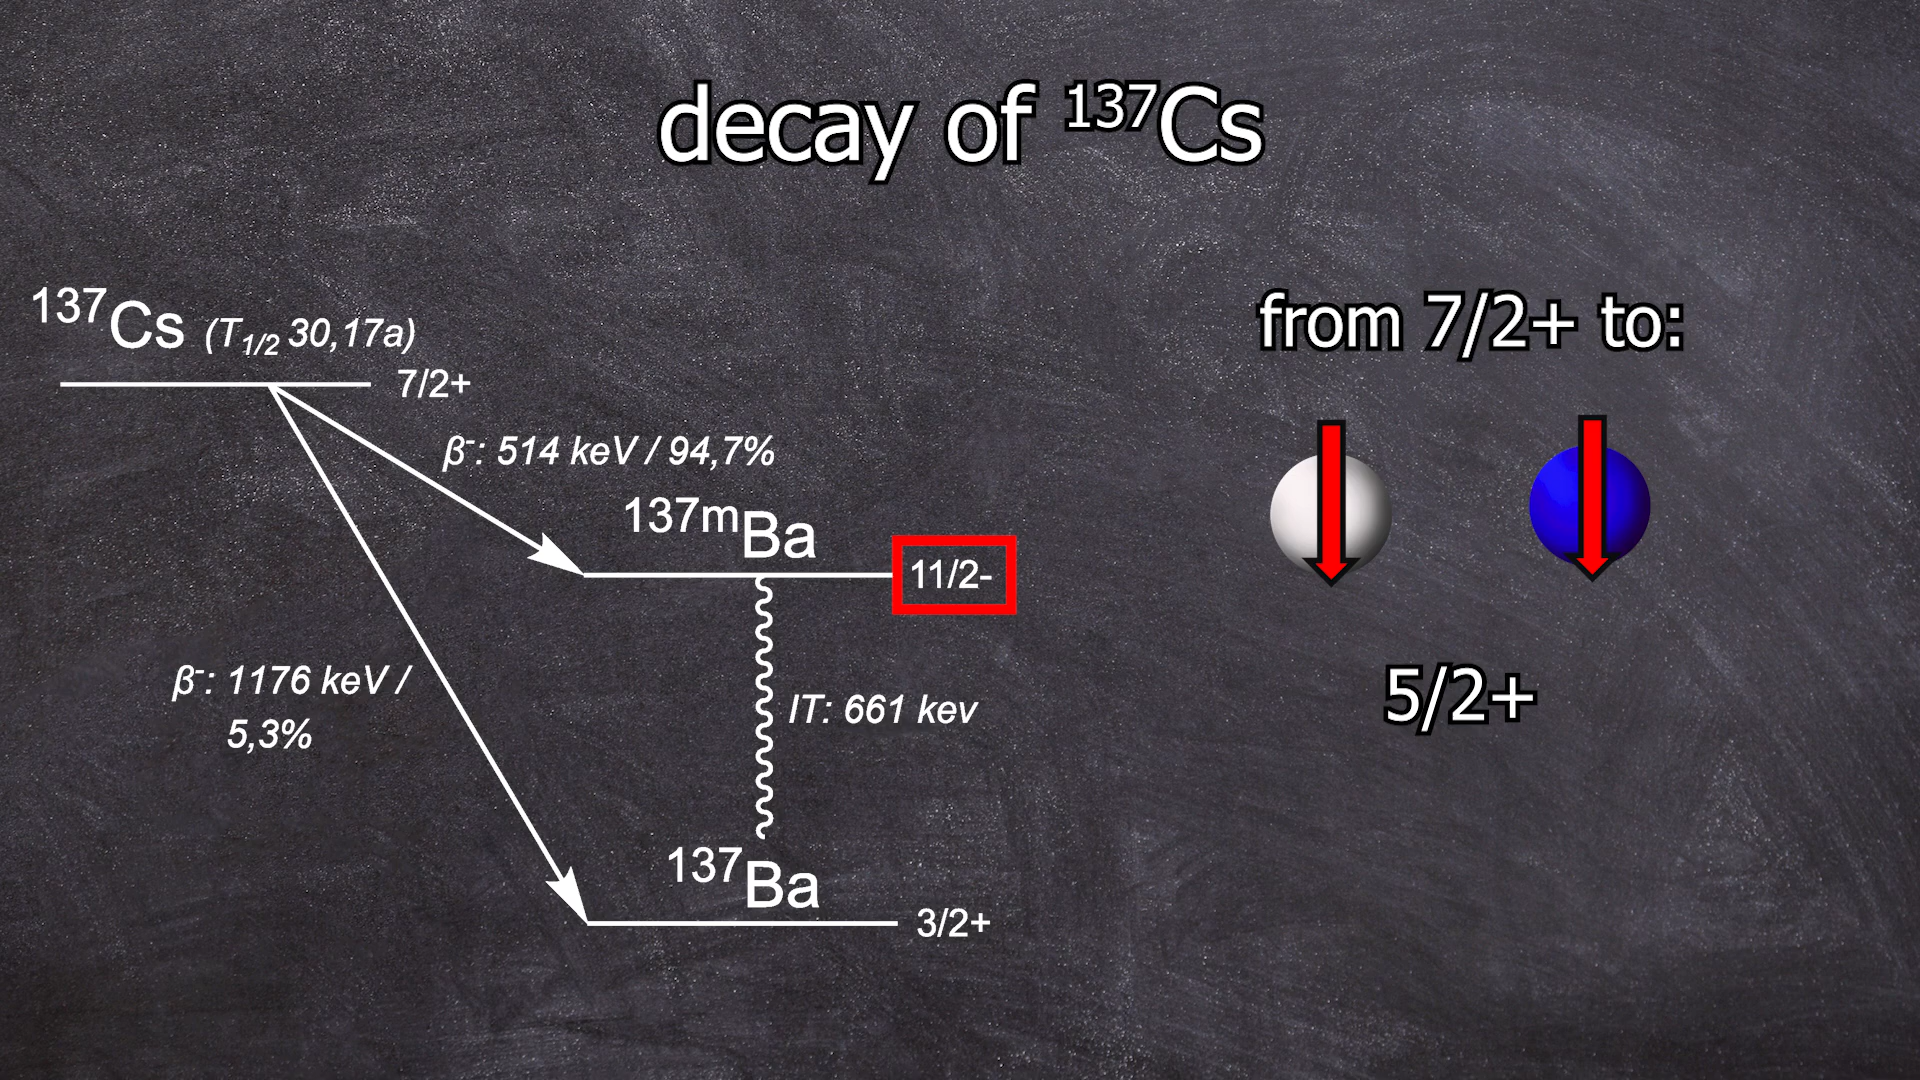 decay of ¹³⁷Cs
¹³⁷Cs (T₁/₂ 30,17a)
7/2+
β⁻: 514 keV / 94,7%
¹³⁷ᵐBa
11/2-
β⁻: 1176 keV /
5,3%
IT: 661 kev
¹³⁷Ba
3/2+
from 7/2+ to:
5/2+